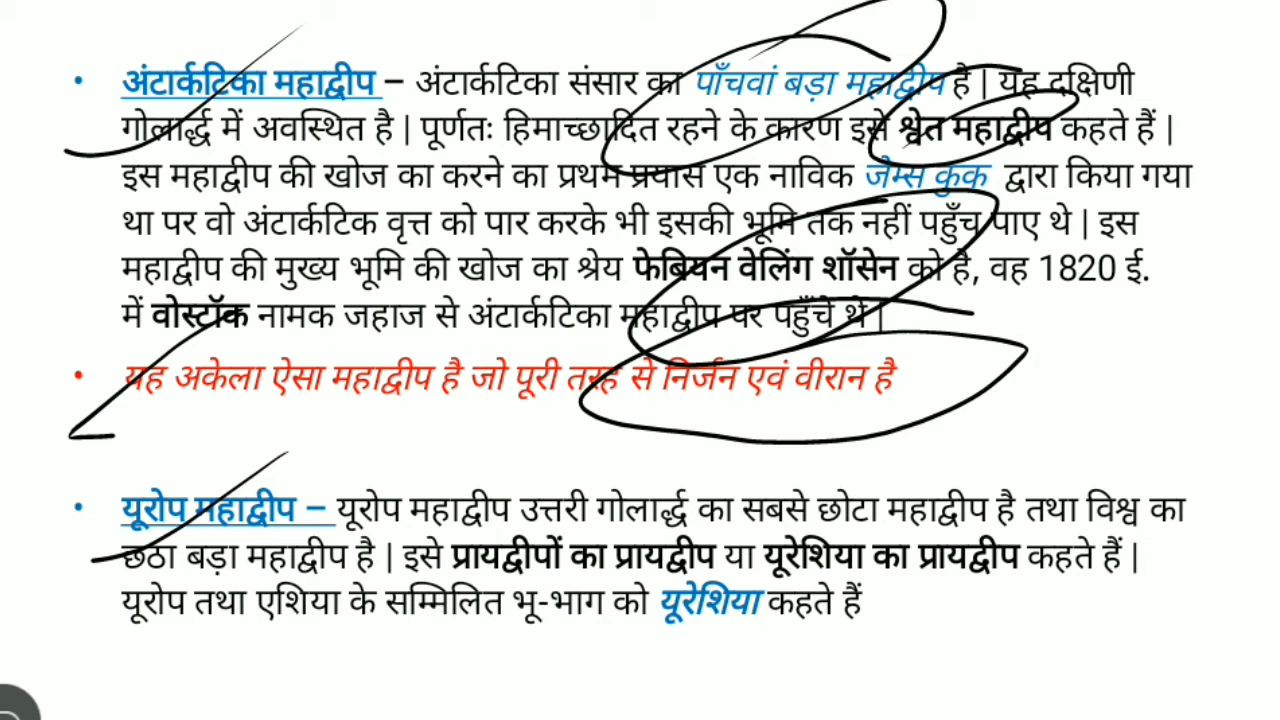 • अंटार्कटिका महाद्वीप – अंटार्कटिका संसार का पाँचवां बड़ा महाद्वीप है | यह दक्षिणी
गोलार्द्ध में अवस्थित है | पूर्णतः हिमाच्छादित रहने के कारण इसे श्वेत महाद्वीप कहते हैं |
इस महाद्वीप की खोज का करने का प्रथम प्रयास एक नाविक जेम्स कुक द्वारा किया गया
था पर वो अंटार्कटिक वृत्त को पार करके भी इसकी भूमि तक नहीं पहुँच पाए थे | इस
महाद्वीप की मुख्य भूमि की खोज का श्रेय फेबियन वेलिंग शॉसेन को है, वह 1820 ई.
में वोस्टॉक नामक जहाज से अंटार्कटिका महाद्वीप पर पहुँचे थे |
• यह अकेला ऐसा महाद्वीप है जो पूरी तरह से निर्जन एवं वीरान है
• यूरोप महाद्वीप – यूरोप महाद्वीप उत्तरी गोलार्द्ध का सबसे छोटा महाद्वीप है तथा विश्व का
छठा बड़ा महाद्वीप है | इसे प्रायद्वीपों का प्रायद्वीप या यूरेशिया का प्रायद्वीप कहते हैं |
यूरोप तथा एशिया के सम्मिलित भू-भाग को यूरेशिया कहते हैं